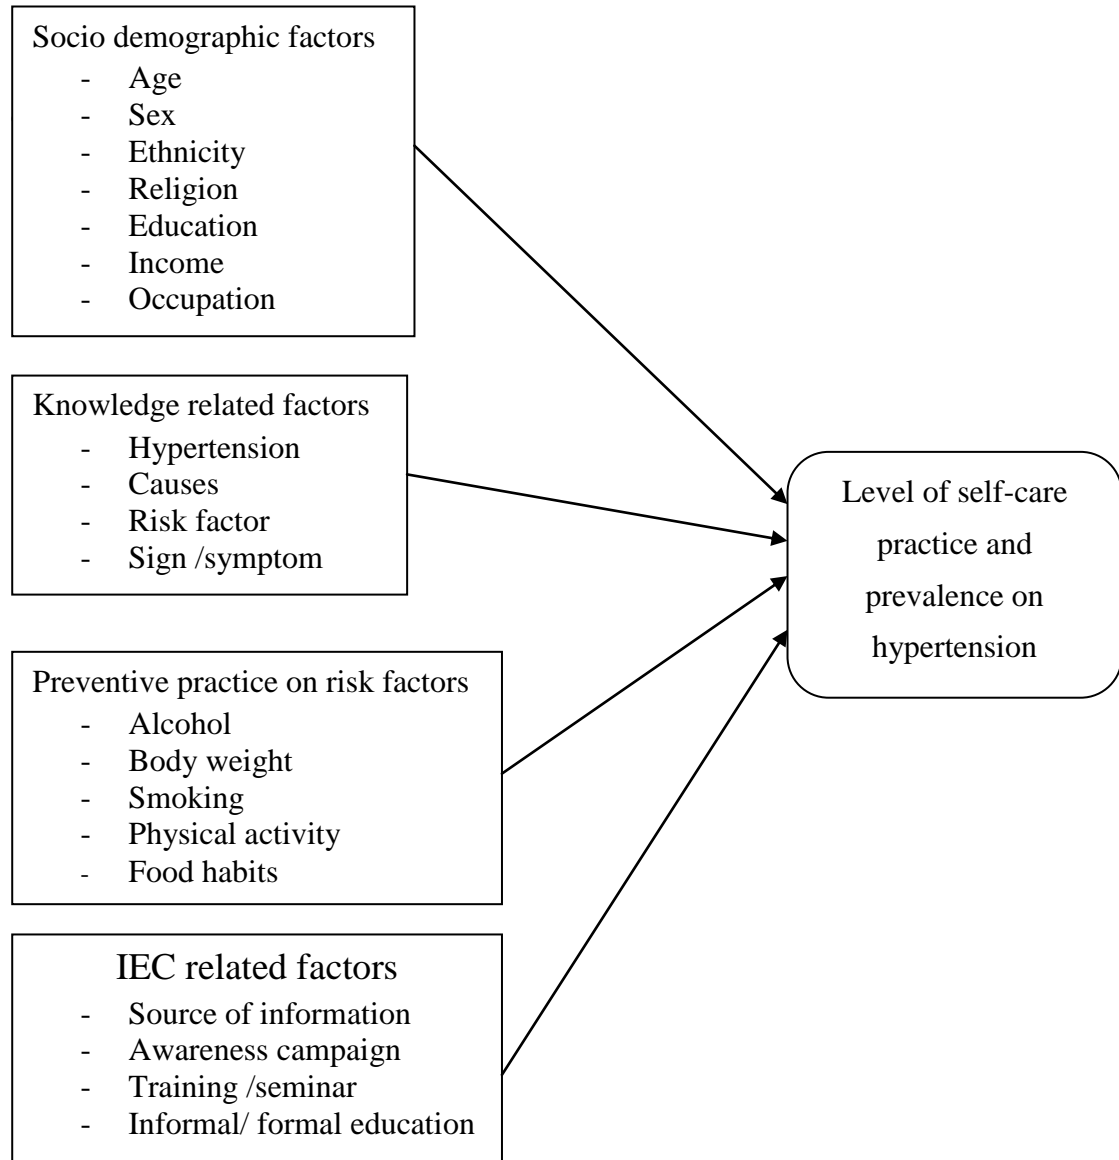 Socio demographic factors
- Age
- Sex
- Ethnicity
- Religion
- Education
- Income
- Occupation
Knowledge related factors
- Hypertension
- Causes
- Risk factor
- Sign /symptom
Preventive practice on risk factors
- Alcohol
- Body weight
- Smoking
- Physical activity
- Food habits
IEC related factors
- Source of information
- Awareness campaign
- Training /seminar
- Informal/ formal education
Level of self-care
practice and
prevalence on
hypertension